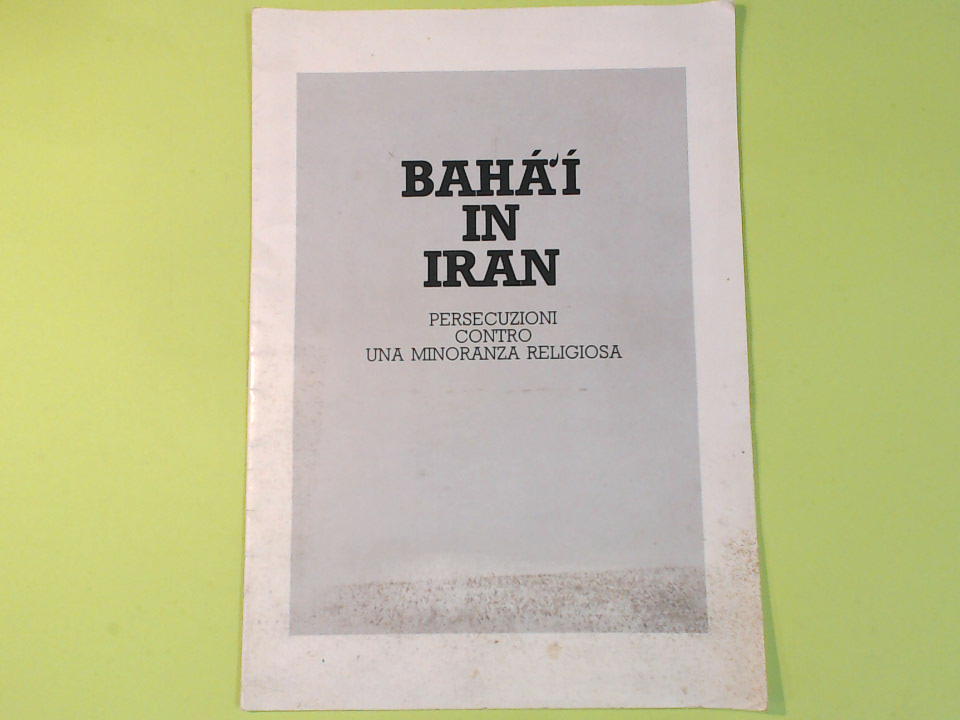 BAHÁ'Í
IN
IRAN
PERSECUZIONI
CONTRO
UNA MINORANZA RELIGIOSA